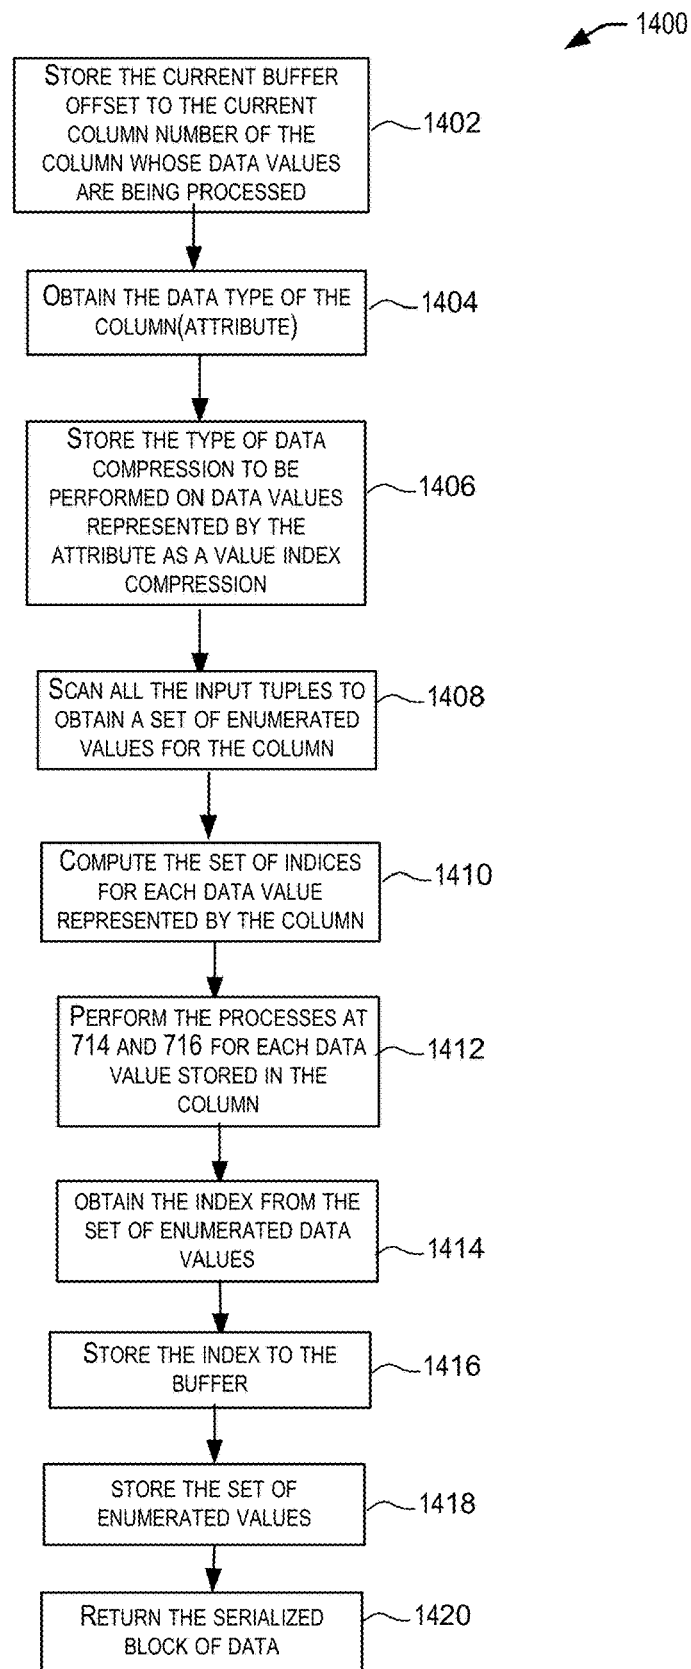 1400
STORE THE CURRENT BUFFER
OFFSET TO THE CURRENT
COLUMN NUMBER OF THE
COLUMN WHOSE DATA VALUES
ARE BEING PROCESSED
1402
OBTAIN THE DATA TYPE OF THE
COLUMN(ATTRIBUTE)
1404
STORE THE TYPE OF DATA
COMPRESSION TO BE
PERFORMED ON DATA VALUES
REPRESENTED BY THE
ATTRIBUTE AS A VALUE INDEX
COMPRESSION
1406
SCAN ALL THE INPUT TUPLES TO
OBTAIN A SET OF ENUMERATED
VALUES FOR THE COLUMN
1408
COMPUTE THE SET OF INDICES
FOR EACH DATA VALUE
REPRESENTED BY THE COLUMN
1410
PERFORM THE PROCESSES AT
714 AND 716 FOR EACH DATA
VALUE STORED IN THE
COLUMN
1412
OBTAIN THE INDEX FROM THE
SET OF ENUMERATED DATA
VALUES
1414
STORE THE INDEX TO THE
BUFFER
1416
STORE THE SET OF
ENUMERATED VALUES
1418
RETURN THE SERIALIZED
BLOCK OF DATA
1420